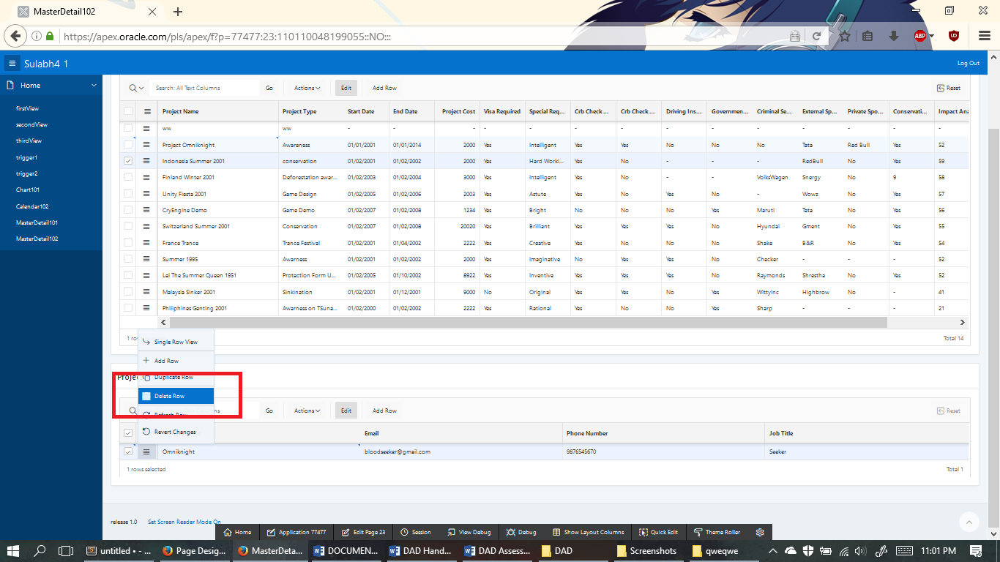 MasterDetail102
https://apex.oracle.com/pls/apex/f?p=77477:23:110110048199055::NO:::
ABP
Sulabh4 1 Log Out
Home
firstView
secondView
thirdView
trigger1
trigger2
Chart101
Calendar102
MasterDetail101
MasterDetail102
Search: All Text Columns Go Actions Edit Add Row Reset
Project Name Project Type Start Date End Date Project Cost Visa Required Special Req... Crb Check ... Crb Check ... Driving Ins... Governmen... Criminal Se... External Sp... Private Spo... Conservati... Impact Ana
ww ww - - - - - - - - - - - - - -
Project Omniknight Awareness 01/01/2001 01/01/2014 2000 Yes Intelligent Yes Yes No No No Tata Red Bull Yes 52
Indonesia Summer 2001 conservation 02/02/2001 02/02/2002 2000 Yes Hard Worki... Yes No - - - RedBull Yes 59
Finland Winter 2001 Deforestation awar... 01/02/2003 01/02/2004 3000 Yes Intelligent Yes No - - VolksWagen Snergy No 9 58
Unity Fiesta 2001 Game Design 01/02/2005 01/02/2006 2003 Yes Astute Yes No Yes No - Wowz No Yes 57
CryEngine Demo Game Demo 01/02/2007 01/02/2008 1234 Yes Bright No No No Yes Maruti Tata No Yes 56
Switzerland Summer 2001 Conservation 01/02/2007 01/02/2008 20020 Yes Brilliant Yes No No Yes Hyundai Gment No Yes 55
France Trance Trance Festival 01/02/2001 01/04/2002 2222 Yes Creative Yes No No No Shake B&R No Yes 54
Summer 1995 Awarness 01/02/2001 01/02/2002 2000 Yes Imaginative No Yes Yes No Checker - - - 52
Lei The Summer Queen 1951 Protection Form U... 01/02/2005 01/10/2002 8922 Yes Inventive Yes Yes Yes No Raymonds Shrestha No Yes 52
Malaysia Sinker 2001 Sinkination 01/02/2001 01/12/2001 9000 No Original Yes Yes No No WittyInc Highbrow No - 41
Philiphines Genting 2001 Awarness on TSuna... 01/02/2000 01/02/2002 2222 Yes Rational Yes No No Yes Sharp - - - 21
1 row Total 14
Single Row View
Add Row
Duplicate Row
Delete Row
Refresh Row
Revert Changes
Projec
Go Actions Edit Add Row Reset
Email Phone Number Job Title
Omniknight bloodseeker@gmail.com 9876545670 Seeker
1 rows selected Total 1
release 1.0 Set Screen Reader Mode On
Home Application 77477 Edit Page 23 Session View Debug Debug Show Layout Columns Quick Edit Theme Roller
untitled • - ... Page Desig... MasterDeta... DOCUMEN... DAD Hand... DAD Assess... DAD Screenshots qweqwe 11:01 PM